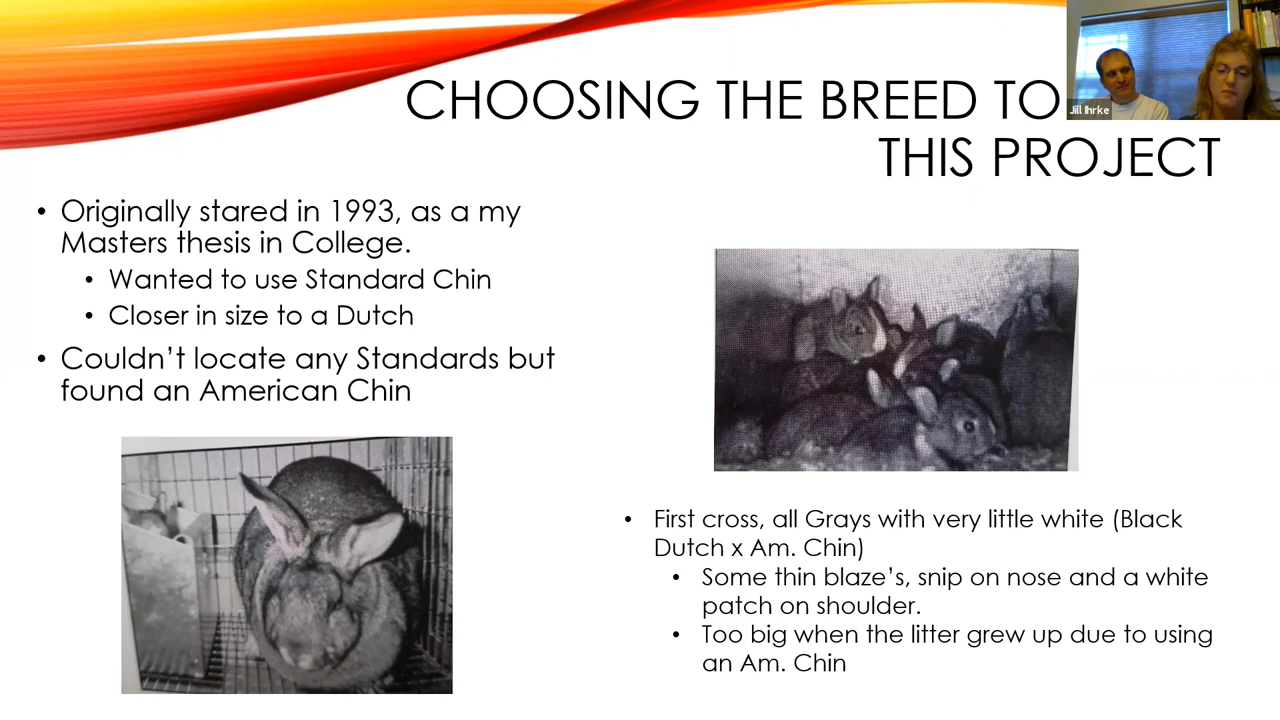 CHOOSING THE BREED TO
THIS PROJECT
Jill Ihrke
• Originally stared in 1993, as a my
Masters thesis in College.
• Wanted to use Standard Chin
• Closer in size to a Dutch
• Couldn't locate any Standards but
found an American Chin
• First cross, all Grays with very little white (Black
Dutch x Am. Chin)
• Some thin blaze's, snip on nose and a white
patch on shoulder.
• Too big when the litter grew up due to using
an Am. Chin